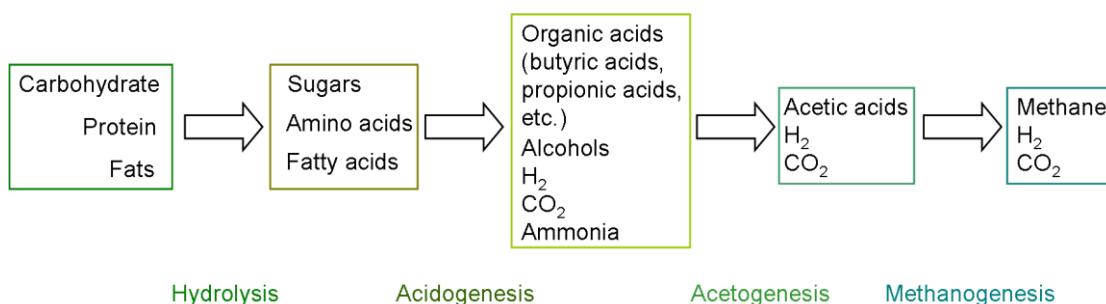 Carbohydrate
Protein
Fats
Sugars
Amino acids
Fatty acids
Organic acids
(butyric acids,
propionic acids,
etc.)
Alcohols
H₂
CO₂
Ammonia
Acetic acids
H₂
CO₂
Methane
H₂
CO₂
Hydrolysis
Acidogenesis
Acetogenesis
Methanogenesis